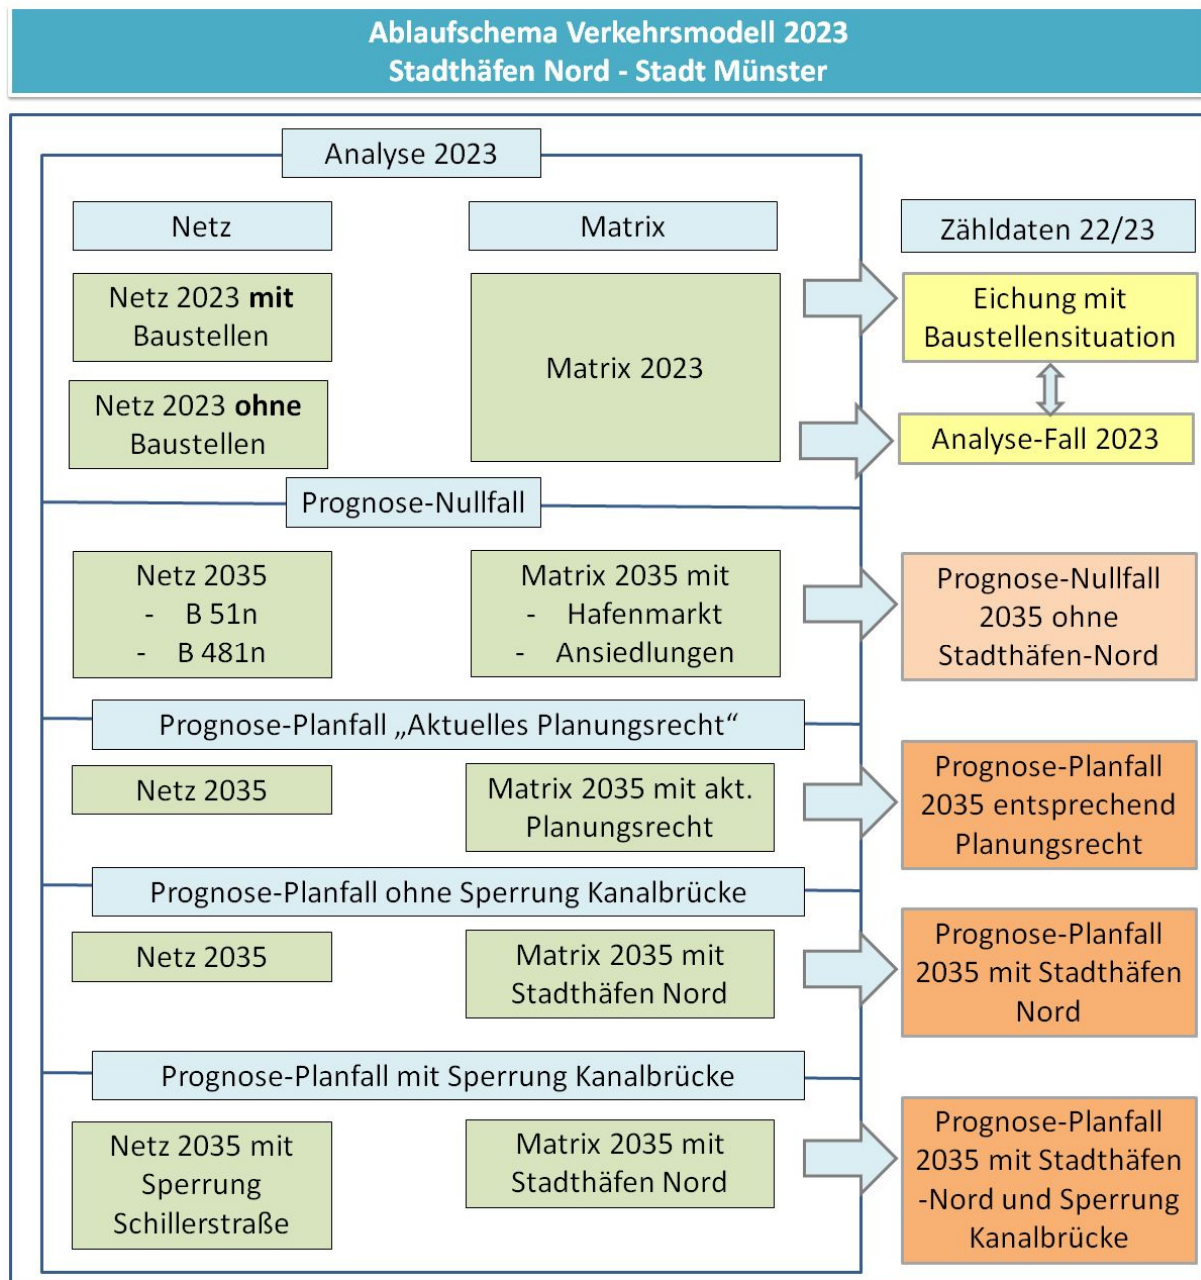 Ablaufschema Verkehrsmodell 2023
Stadthäfen Nord - Stadt Münster
Analyse 2023
Netz
Matrix
Zähldaten 22/23
Netz 2023 mit
Baustellen
Netz 2023 ohne
Baustellen
Matrix 2023
Eichung mit
Baustellensituation
Analyse-Fall 2023
Prognose-Nullfall
Netz 2035
- B 51n
- B 481n
Matrix 2035 mit
- Hafenmarkt
- Ansiedlungen
Prognose-Nullfall
2035 ohne
Stadthäfen-Nord
Prognose-Planfall „Aktuelles Planungsrecht“
Netz 2035
Matrix 2035 mit akt.
Planungsrecht
Prognose-Planfall
2035 entsprechend
Planungsrecht
Prognose-Planfall ohne Sperrung Kanalbrücke
Netz 2035
Matrix 2035 mit
Stadthäfen Nord
Prognose-Planfall
2035 mit Stadthäfen
Nord
Prognose-Planfall mit Sperrung Kanalbrücke
Netz 2035 mit
Sperrung
Schillerstraße
Matrix 2035 mit
Stadthäfen Nord
Prognose-Planfall
2035 mit Stadthäfen
-Nord und Sperrung
Kanalbrücke